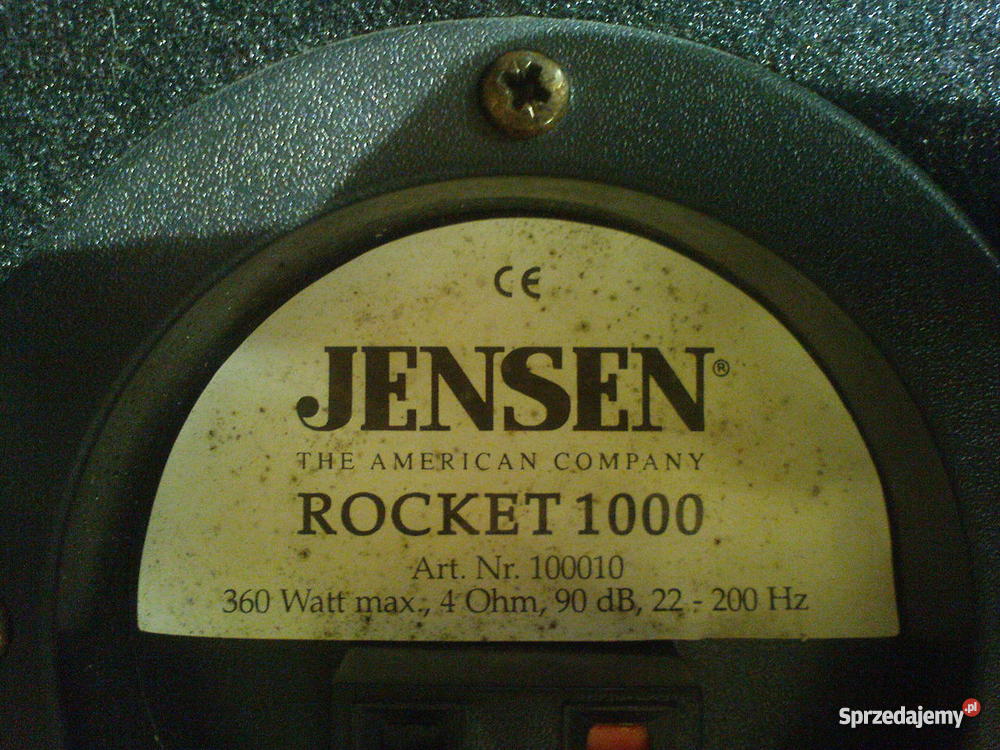 CE
JENSEN®
THE AMERICAN COMPANY
ROCKET 1000
Art. Nr. 100010
360 Watt max., 4 Ohm, 90 dB, 22 - 200 Hz
Sprzedajemy.pl